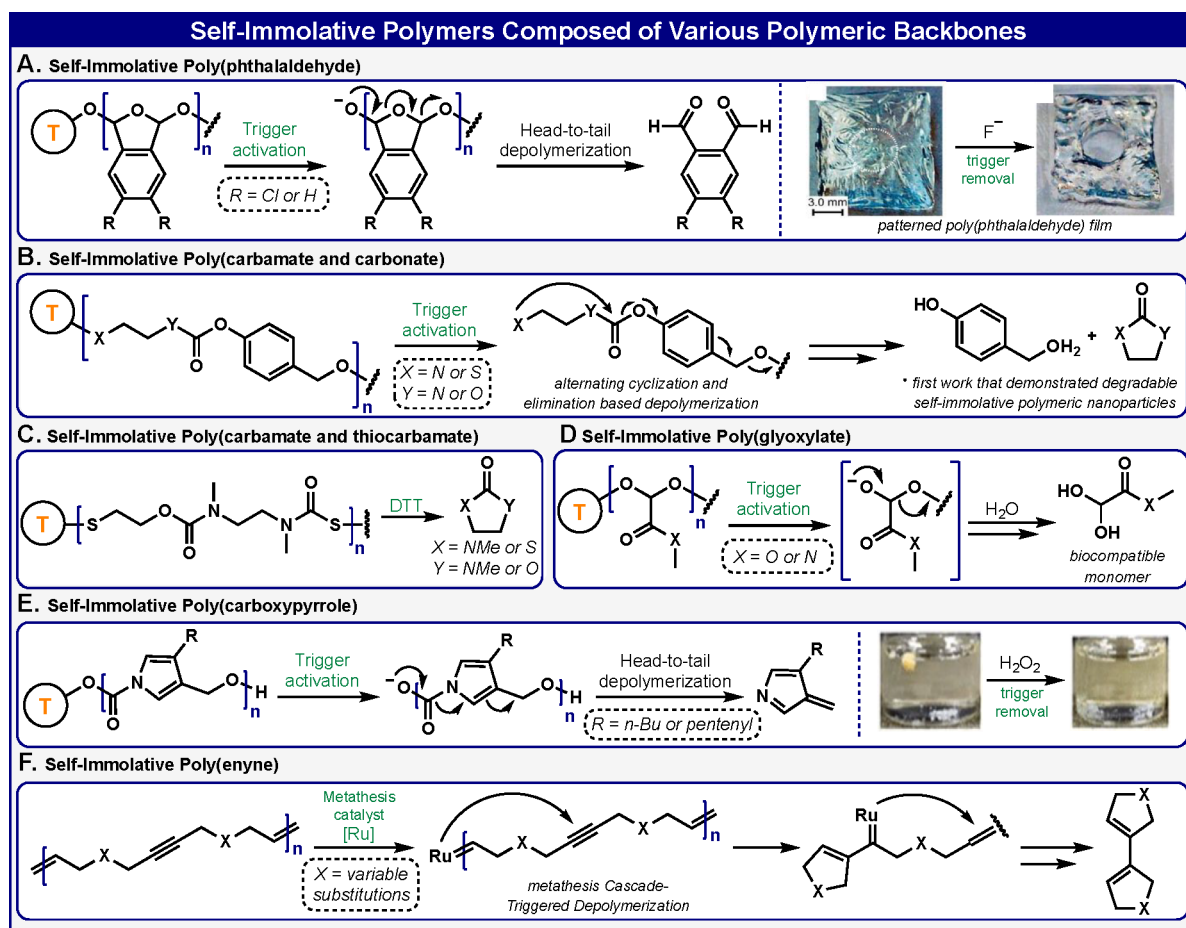 Self-Immolative Polymers Composed of Various Polymeric Backbones
A. Self-Immolative Poly(phthalaldehyde)
T
O
O
O
n
R
R
Trigger
activation
R = Cl or H
−
O
O
O
n
R
R
Head-to-tail
depolymerization
O
O
H
H
R
R
3.0 mm
F−
trigger
removal
patterned poly(phthalaldehyde) film
B. Self-Immolative Poly(carbamate and carbonate)
T
X
Y
O
O
O
n
Trigger
activation
X = N or S
Y = N or O
X
Y
O
O
O
n
alternating cyclization and
elimination based depolymerization
HO
OH2
+
O
X
Y
* first work that demonstrated degradable
self-immolative polymeric nanoparticles
C. Self-Immolative Poly(carbamate and thiocarbamate)
T
S
O
O
N
N
O
S
n
DTT
O
X
Y
X = NMe or S
Y = NMe or O
D Self-Immolative Poly(glyoxylate)
T
O
O
n
O
X
Trigger
activation
X = O or N
−
O
O
O
X
H2O
O
HO
X
OH
biocompatible
monomer
E. Self-Immolative Poly(carboxypyrrole)
T
O
O
N
R
O
H
n
Trigger
activation
−
O
O
N
R
O
H
n
Head-to-tail
depolymerization
R = n-Bu or pentenyl
R
N
H2O2
trigger
removal
F. Self-Immolative Poly(enyne)
X
X
n
Metathesis
catalyst
[Ru]
X = variable
substitutions
Ru
X
X
n
metathesis Cascade-
Triggered Depolymerization
Ru
X
X
X
X